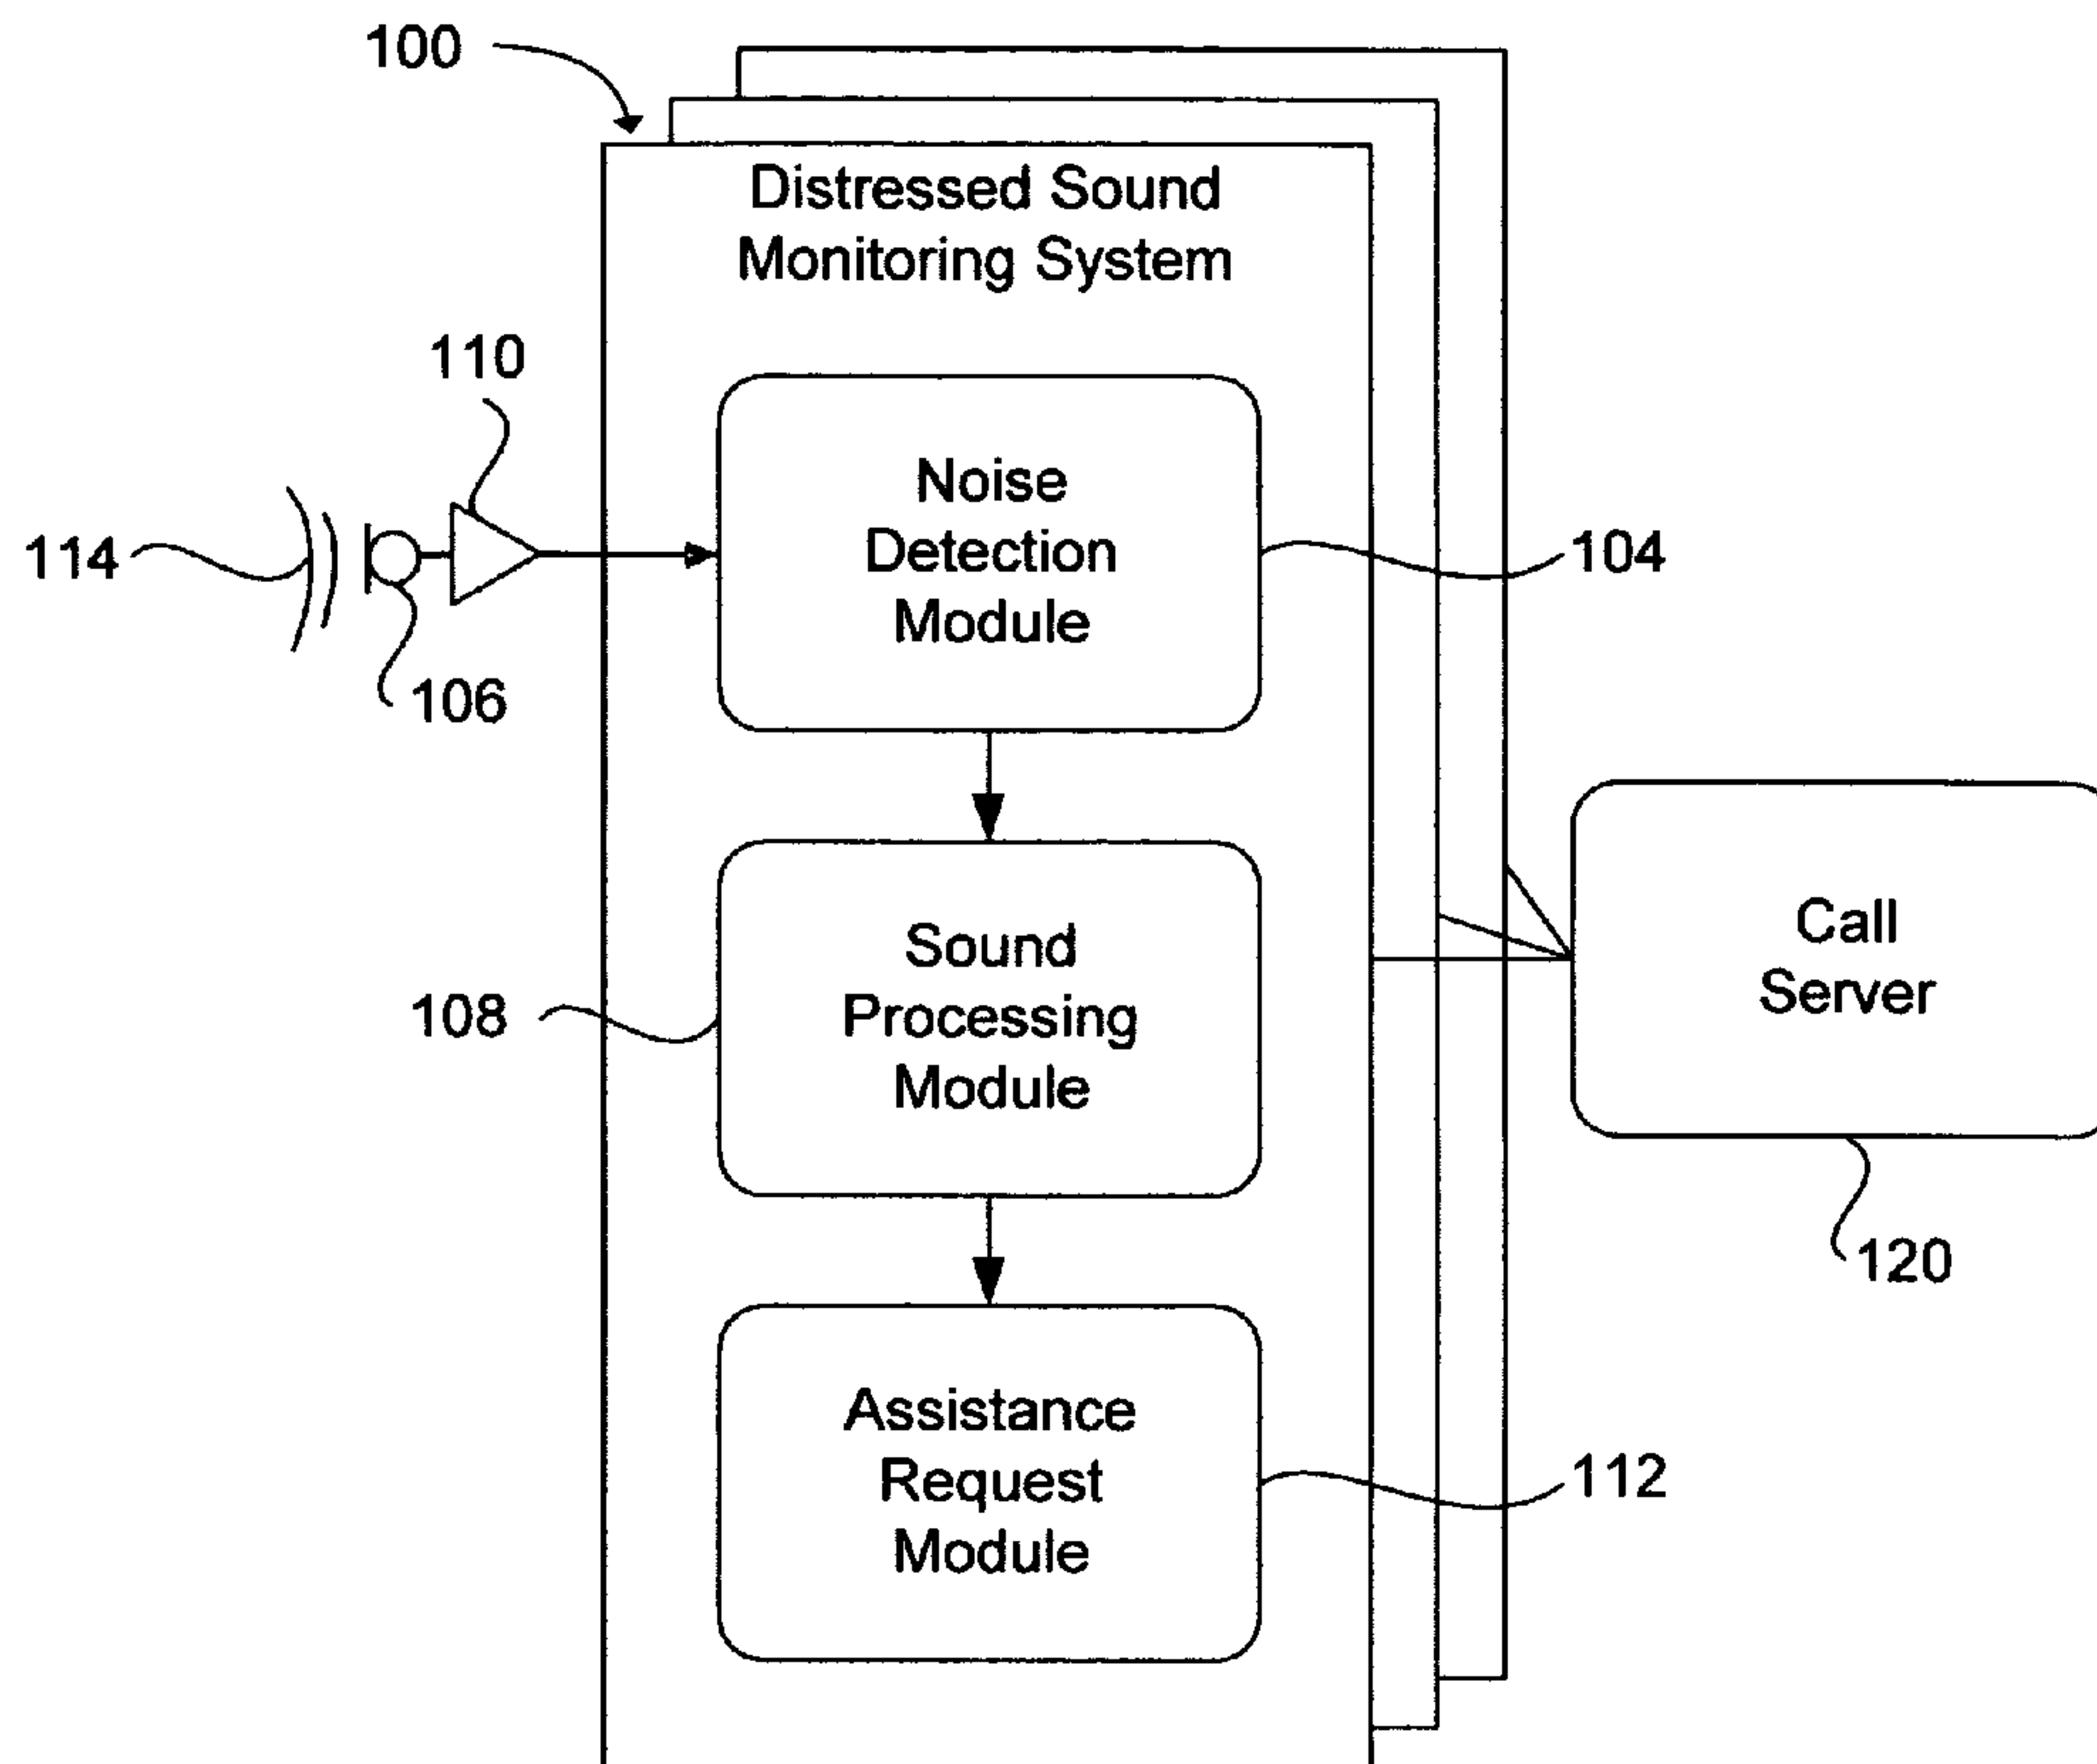 100
Distressed Sound
Monitoring System
110
Noise
Detection
Module
114
104
106
Sound
Processing
Module
108
Call
Server
120
Assistance
Request
Module
112